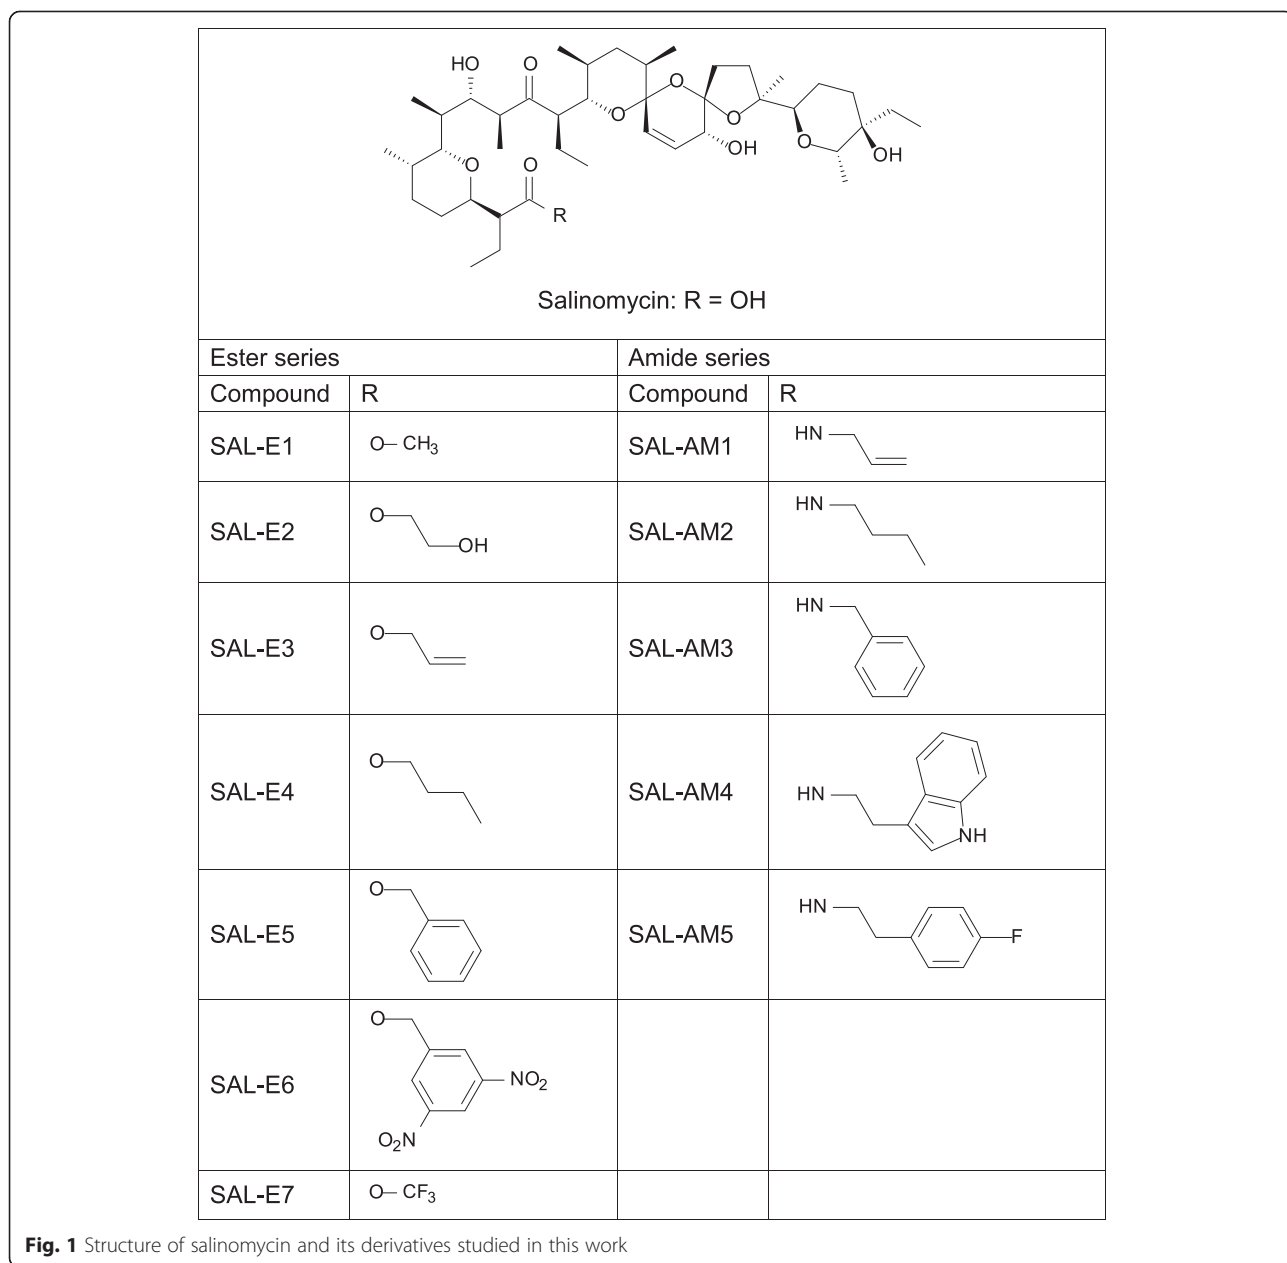 HO
O
O
O
O
O
OH
OH
O
O
R
Salinomycin: R = OH
Ester series Amide series
Compound R Compound R
SAL-E1 O– CH3 SAL-AM1 HN
SAL-E2 O OH SAL-AM2 HN
SAL-E3 O SAL-AM3 HN
SAL-E4 O SAL-AM4 HN NH
SAL-E5 O SAL-AM5 HN F
SAL-E6 O NO2 O2N
SAL-E7 O– CF3
Fig. 1 Structure of salinomycin and its derivatives studied in this work